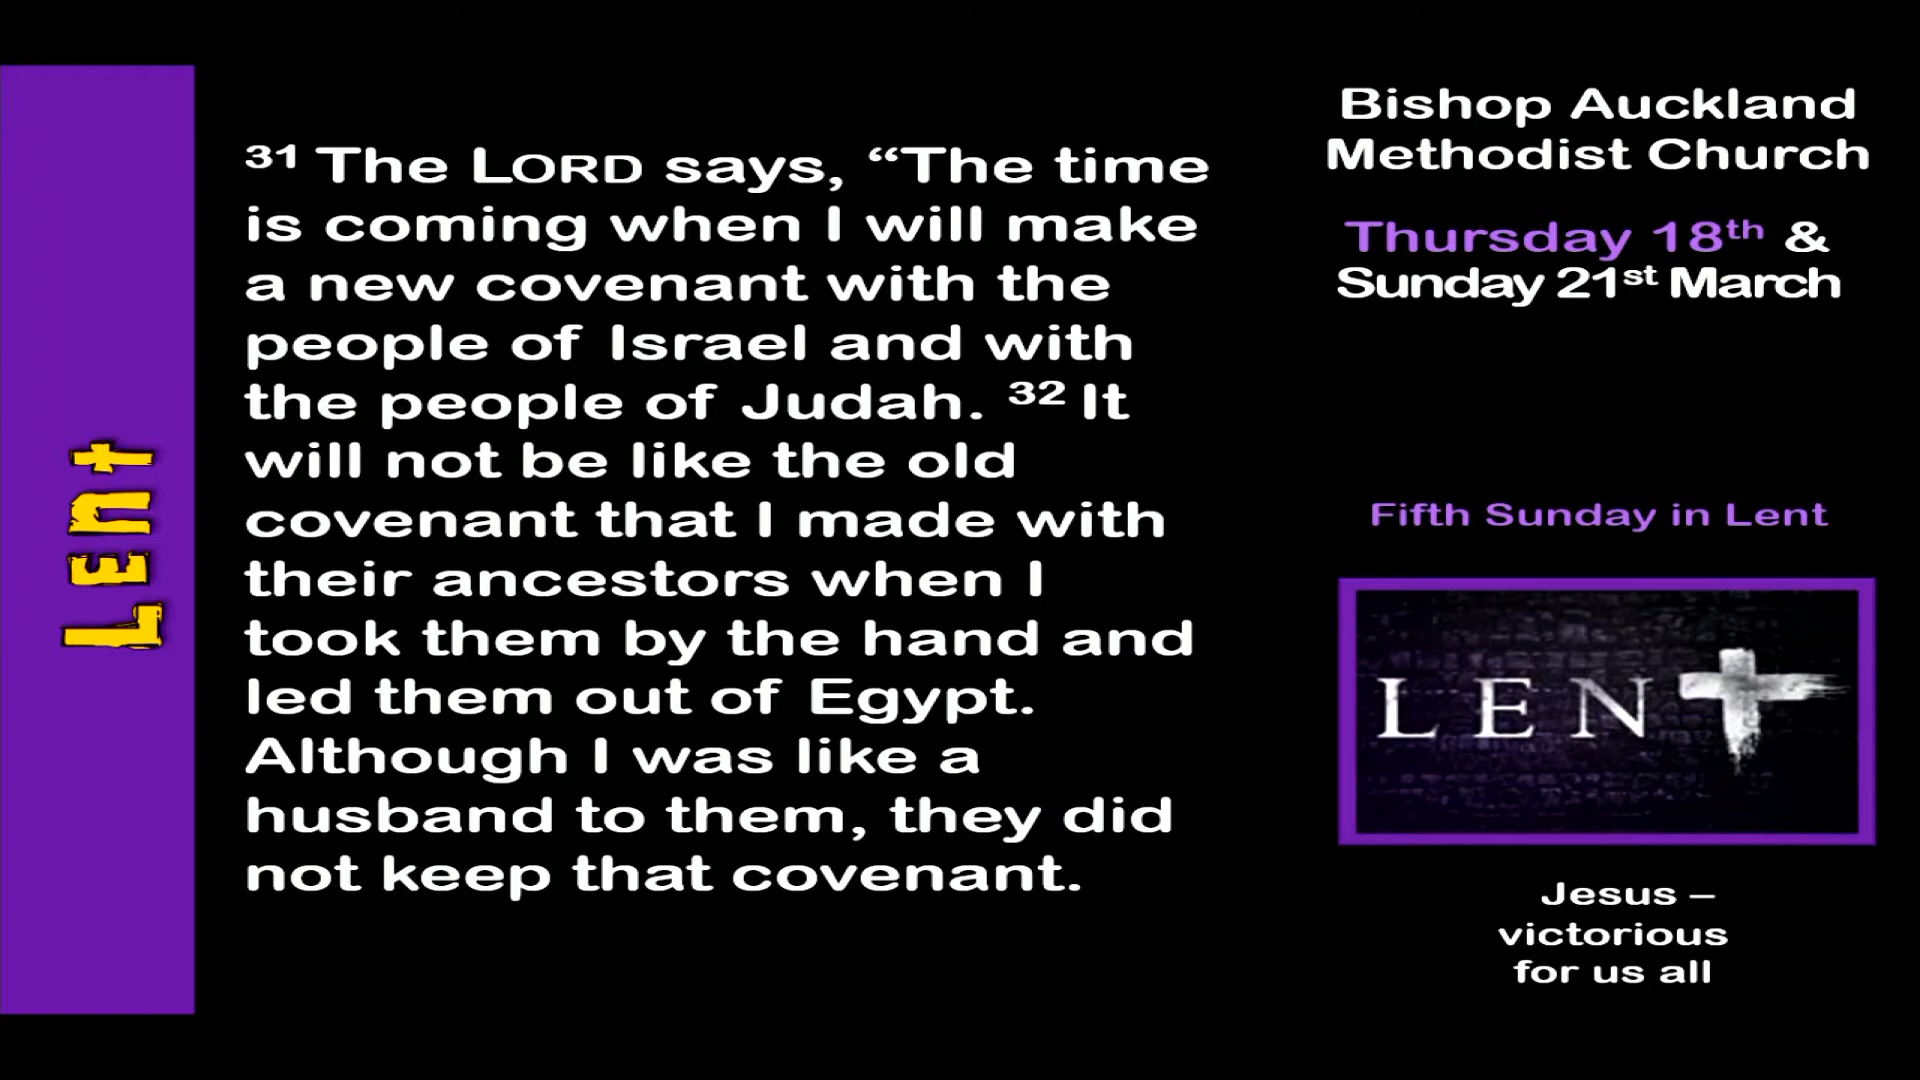 Lent
³¹ The LORD says, “The time
is coming when I will make
a new covenant with the
people of Israel and with
the people of Judah. ³² It
will not be like the old
covenant that I made with
their ancestors when I
took them by the hand and
led them out of Egypt.
Although I was like a
husband to them, they did
not keep that covenant.
Bishop Auckland
Methodist Church
Thursday 18th &
Sunday 21st March
Fifth Sunday in Lent
LENT
Jesus –
victorious
for us all